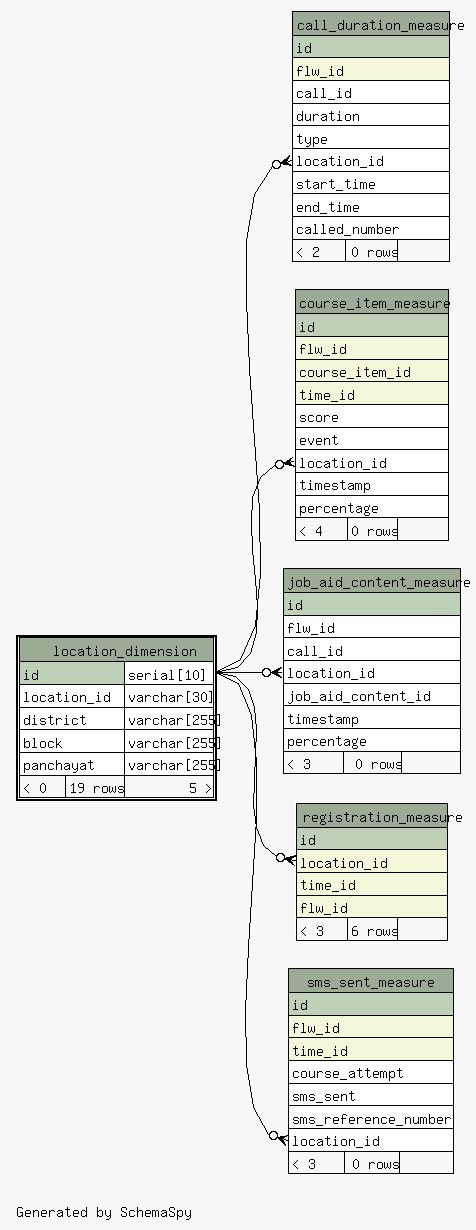 call_duration_measure
id
flw_id
call_id
duration
type
location_id
start_time
end_time
called_number
< 2 0 rows
course_item_measure
id
flw_id
course_item_id
time_id
score
event
location_id
timestamp
percentage
< 4 0 rows
job_aid_content_measure
id
flw_id
call_id
location_id
job_aid_content_id
timestamp
percentage
< 3 0 rows
location_dimension
id serial[10]
location_id varchar[30]
district varchar[255]
block varchar[255]
panchayat varchar[255]
< 0 19 rows 5 >
registration_measure
id
location_id
time_id
flw_id
< 3 6 rows
sms_sent_measure
id
flw_id
time_id
course_attempt
sms_sent
sms_reference_number
location_id
< 3 0 rows
Generated by SchemaSpy